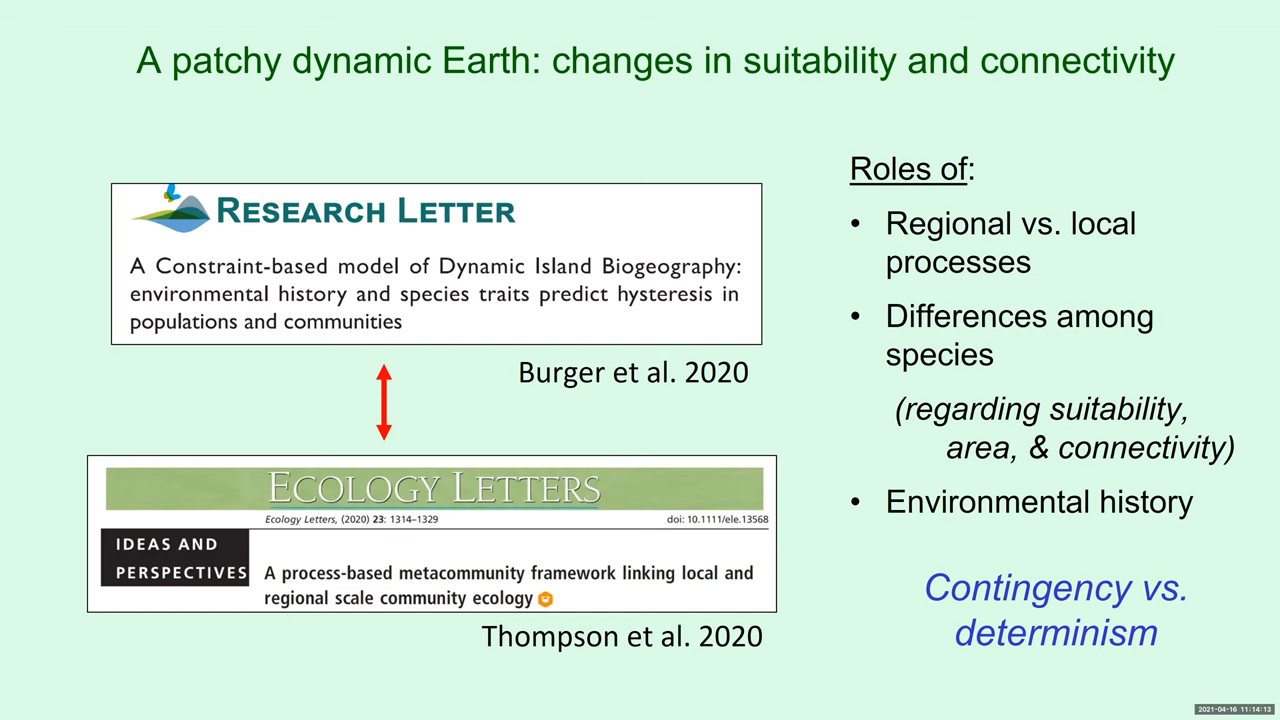 A patchy dynamic Earth: changes in suitability and connectivity
RESEARCH LETTER
A Constraint-based model of Dynamic Island Biogeography:
environmental history and species traits predict hysteresis in
populations and communities
Burger et al. 2020
ECOLOGY LETTERS
Ecology Letters, (2020) 23: 1314–1329
doi: 10.1111/ele.13568
IDEAS AND
PERSPECTIVES
A process-based metacommunity framework linking local and
regional scale community ecology
Thompson et al. 2020
Roles of:
• Regional vs. local
processes
• Differences among
species
(regarding suitability,
area, & connectivity)
• Environmental history
Contingency vs.
determinism
2021-04-16 11:14:13